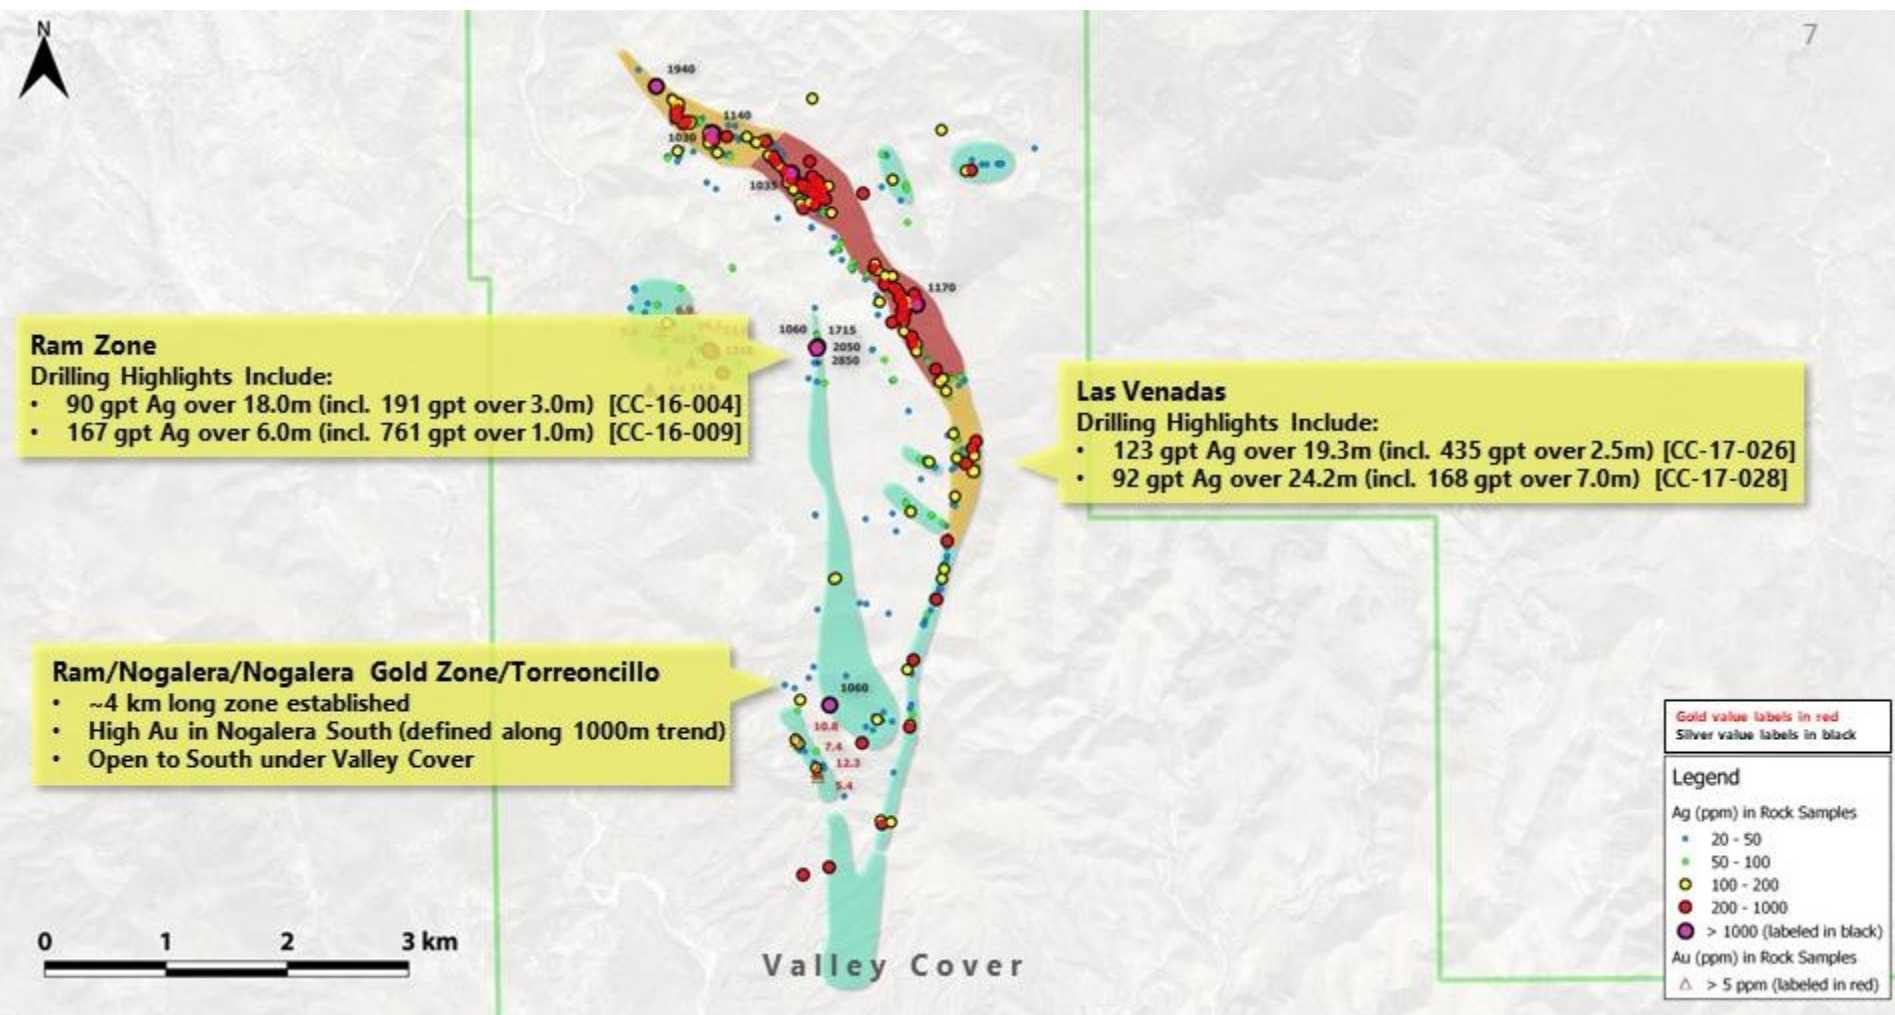 N
7
1940
1140
1030
1035
1170
1060 1715
2050
2850
Ram Zone
Drilling Highlights Include:
• 90 gpt Ag over 18.0m (incl. 191 gpt over 3.0m) [CC-16-004]
• 167 gpt Ag over 6.0m (incl. 761 gpt over 1.0m) [CC-16-009]
Las Venadas
Drilling Highlights Include:
• 123 gpt Ag over 19.3m (incl. 435 gpt over 2.5m) [CC-17-026]
• 92 gpt Ag over 24.2m (incl. 168 gpt over 7.0m) [CC-17-028]
Ram/Nogalera/Nogalera Gold Zone/Torreoncillo
• ~4 km long zone established
• High Au in Nogalera South (defined along 1000m trend)
• Open to South under Valley Cover
1060
10.8
7.4
12.3
5.4
Gold value labels in red
Silver value labels in black
Legend
Ag (ppm) in Rock Samples
20 - 50
50 - 100
100 - 200
200 - 1000
> 1000 (labeled in black)
Au (ppm) in Rock Samples
> 5 ppm (labeled in red)
0 1 2 3 km
Valley Cover